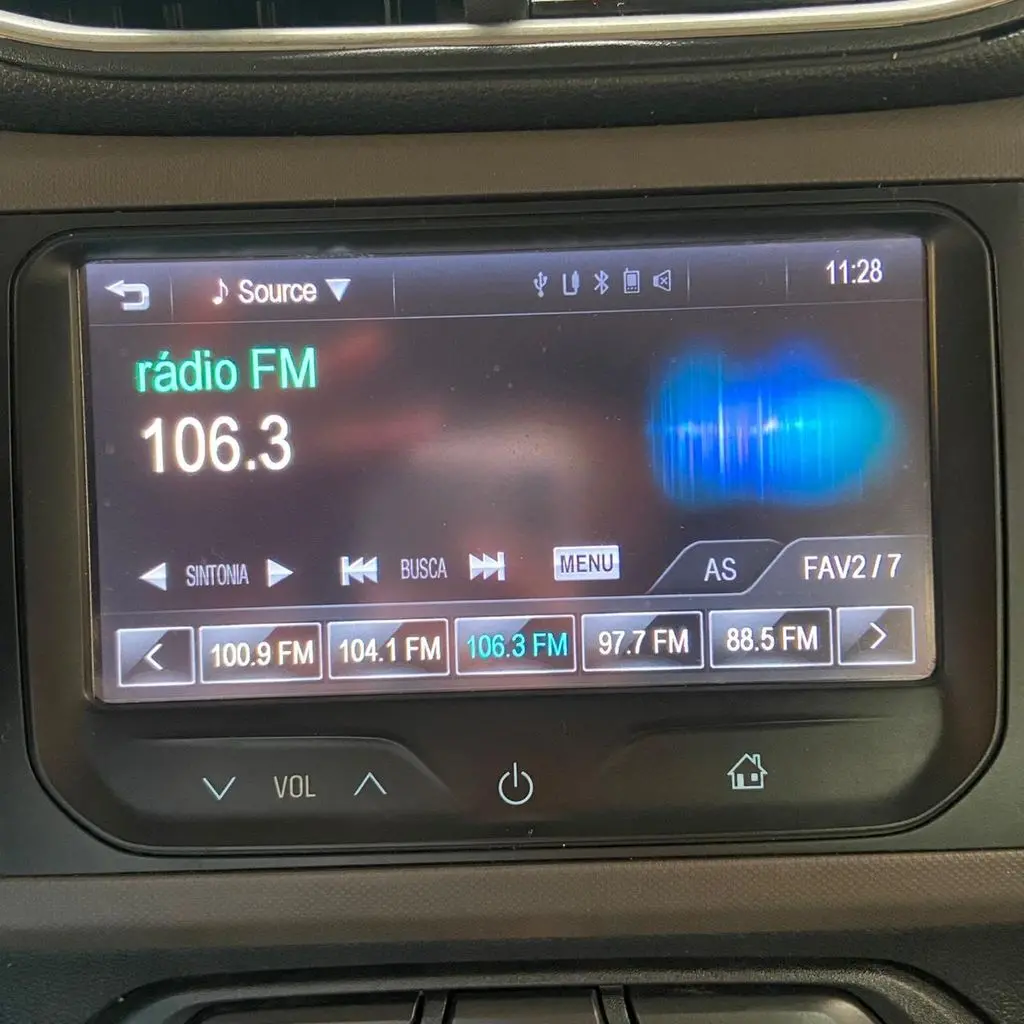 Source 11:28
rádio FM
106.3
SINTONIA BUSCA MENU AS FAV2 / 7
100.9 FM 104.1 FM 106.3 FM 97.7 FM 88.5 FM
VOL